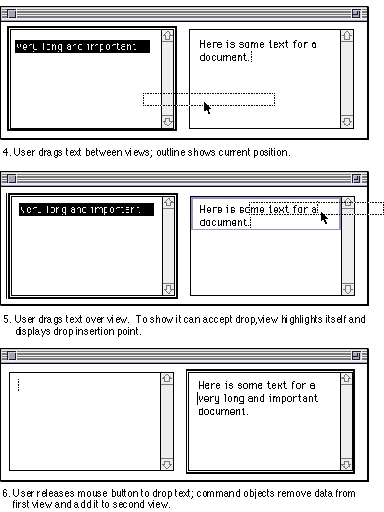 very long and important
Here is some text for a
document.
4. User drags text between views; outline shows current position.
very long and important
Here is some text for a
document.
5. User drags text over view. To show it can accept drop,view highlights itself and
displays drop insertion point.
Here is some text for a
very long and important
document.
6. User releases mouse button to drop text; command objects remove data from
first view and add it to second view.